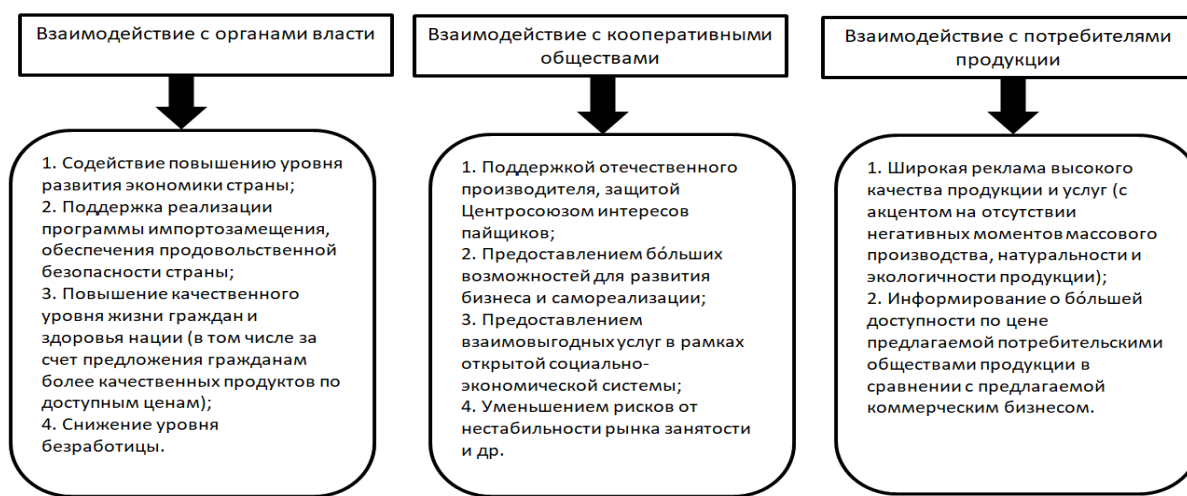 Взаимодействие с органами власти
1. Содействие повышению уровня
развития экономики страны;
2. Поддержка реализации
программы импортозамещения,
обеспечения продовольственной
безопасности страны;
3. Повышение качественного
уровня жизни граждан и
здоровья нации (в том числе за
счет предложения гражданам
более качественных продуктов по
доступным ценам);
4. Снижение уровня
безработицы.
Взаимодействие с кооперативными
обществами
1. Поддержкой отечественного
производителя, защитой
Центросоюзом интересов
пайщиков;
2. Предоставлением бо́льших
возможностей для развития
бизнеса и самореализации;
3. Предоставлением
взаимовыгодных услуг в рамках
открытой социально-
экономической системы;
4. Уменьшением рисков от
нестабильности рынка занятости
и др.
Взаимодействие с потребителями
продукции
1. Широкая реклама высокого
качества продукции и услуг (с
акцентом на отсутствии
негативных моментов массового
производства, натуральности и
экологичности продукции);
2. Информирование о бо́льшей
доступности по цене
предлагаемой потребительскими
обществами продукции в
сравнении с предлагаемой
коммерческим бизнесом.